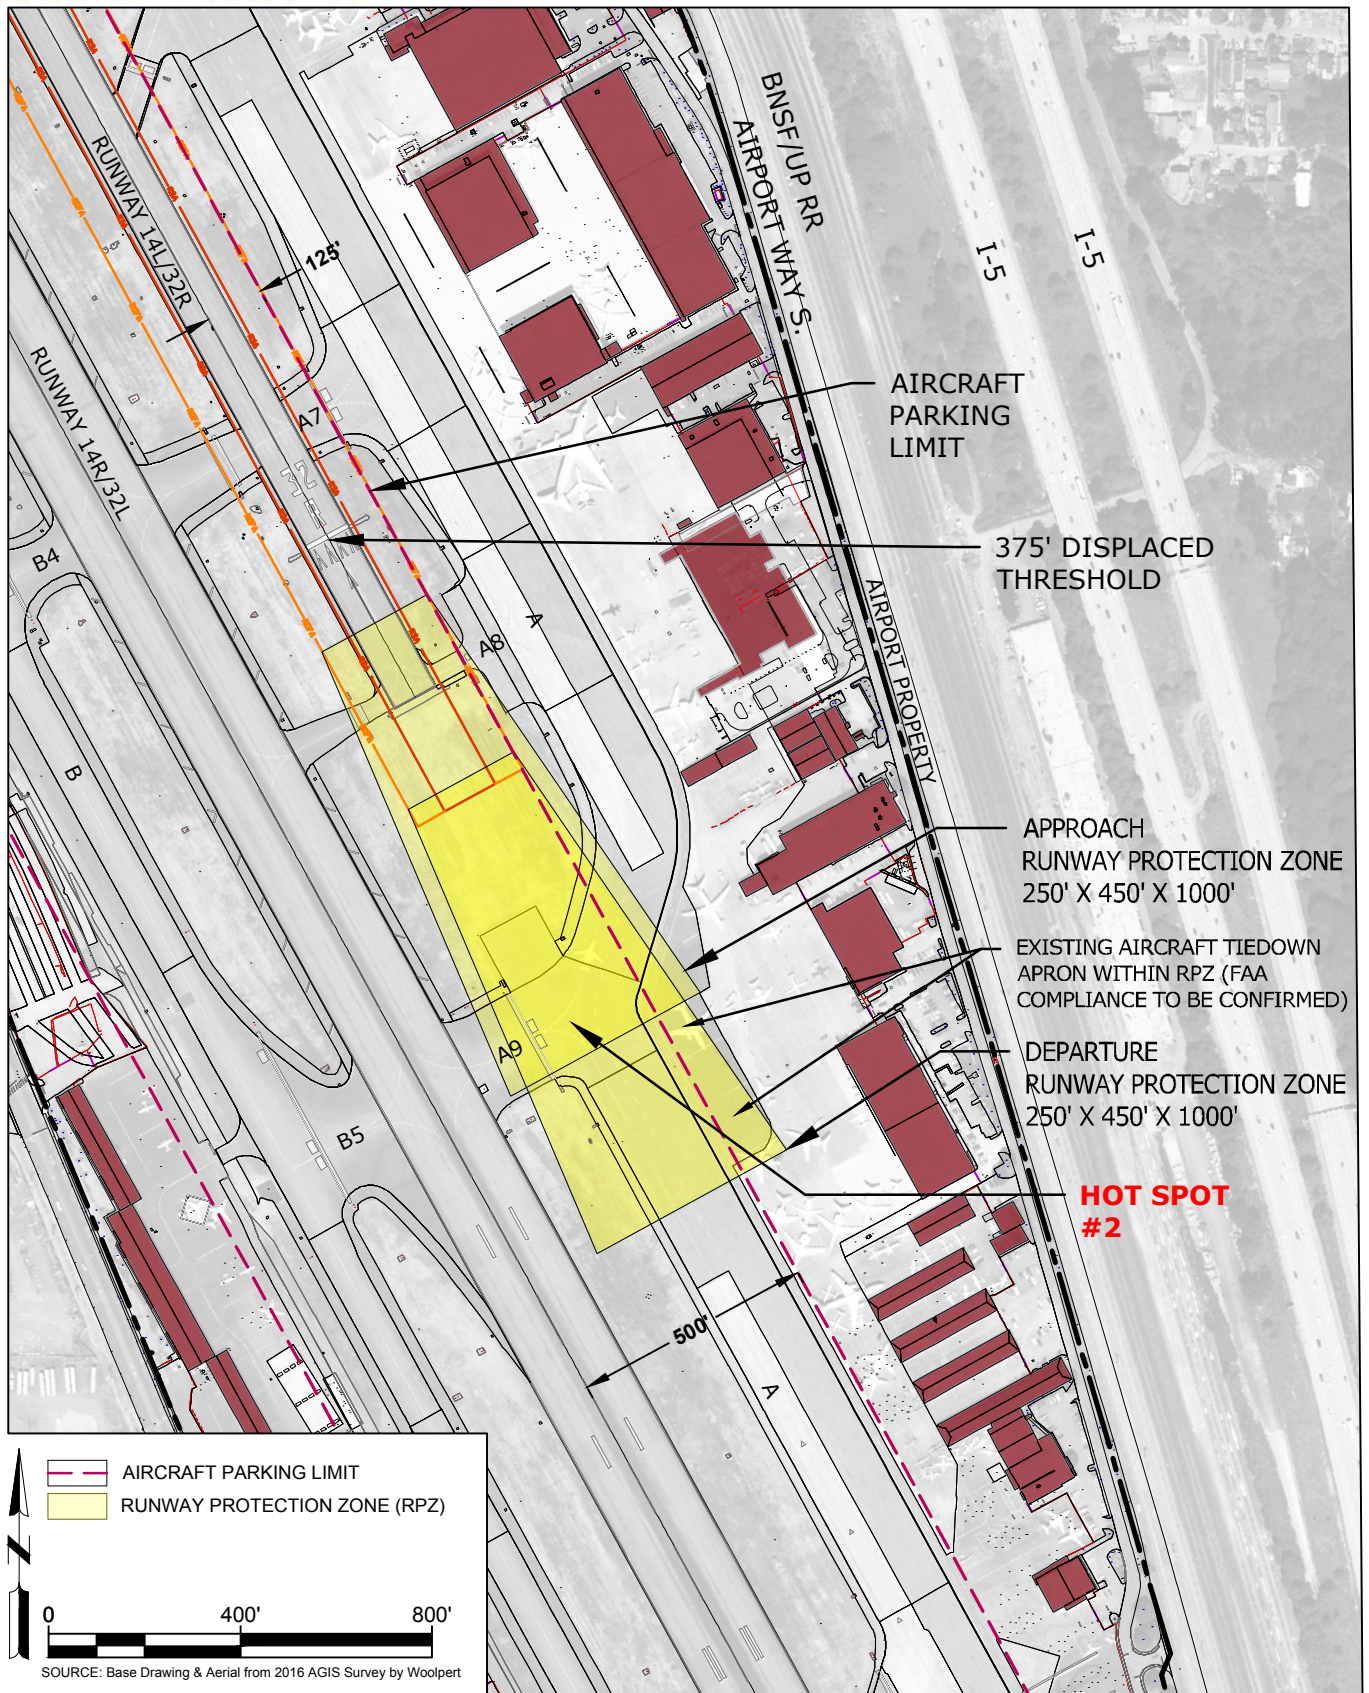 BNSF/UP RR
AIRPORT WAY S.
I-5
I-5
RUNWAY 14L/32R
125'
RUNWAY 14R/32L
AIRCRAFT
PARKING
LIMIT
A7
32
R
375' DISPLACED
THRESHOLD
B4
A
A8
AIRPORT PROPERTY
B
APPROACH
RUNWAY PROTECTION ZONE
250' X 450' X 1000'
EXISTING AIRCRAFT TIEDOWN
APRON WITHIN RPZ (FAA
COMPLIANCE TO BE CONFIRMED)
A9
DEPARTURE
RUNWAY PROTECTION ZONE
250' X 450' X 1000'
B5
HOT SPOT
#2
500'
A
AIRCRAFT PARKING LIMIT
RUNWAY PROTECTION ZONE (RPZ)
N
0 400' 800'
SOURCE: Base Drawing & Aerial from 2016 AGIS Survey by Woolpert